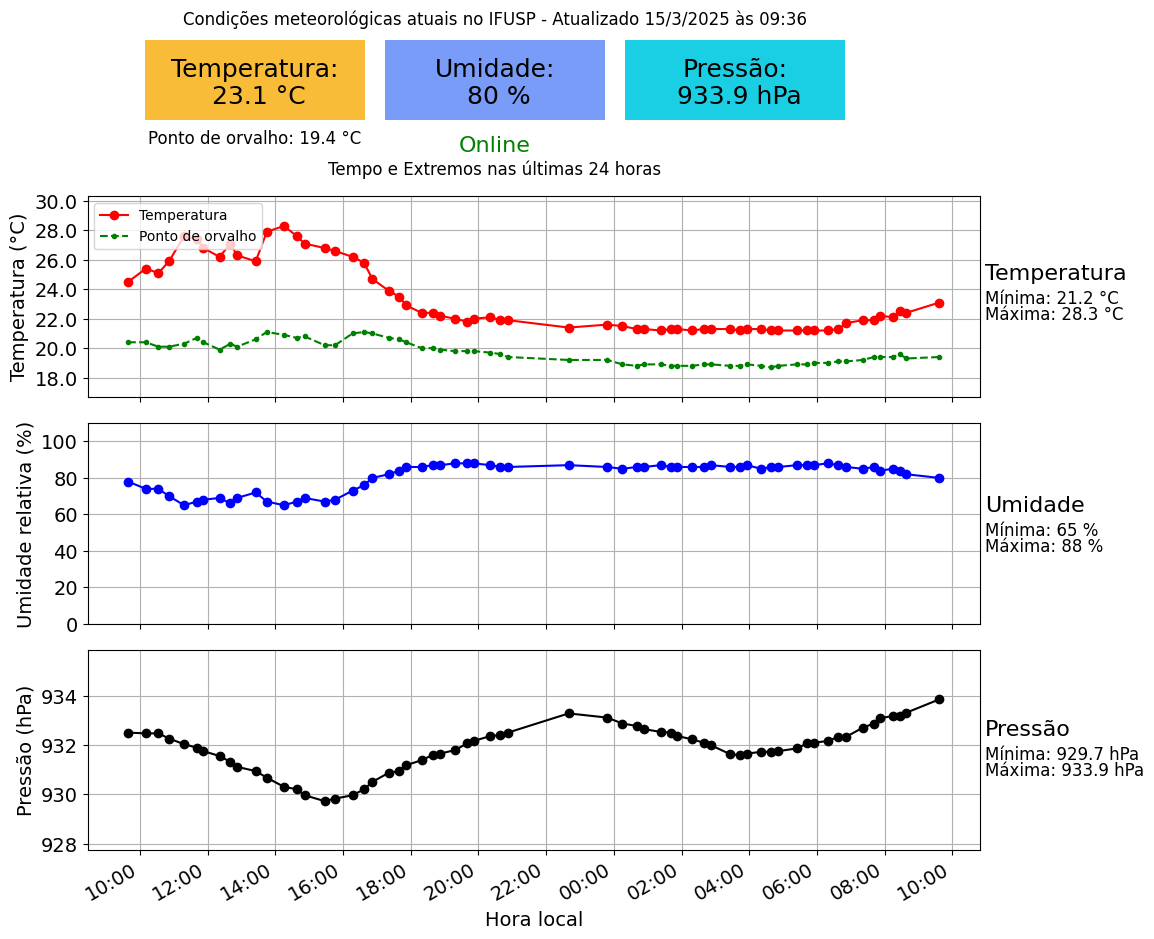 Condições meteorológicas atuais no IFUSP - Atualizado 15/3/2025 às 09:36
Temperatura:
23.1 °C
Umidade:
80 %
Pressão:
933.9 hPa
Ponto de orvalho: 19.4 °C
Online
Tempo e Extremos nas últimas 24 horas
Temperatura (°C)
30.0
28.0
26.0
24.0
22.0
20.0
18.0
Temperatura
Ponto de orvalho
Temperatura
Mínima: 21.2 °C
Máxima: 28.3 °C
Umidade relativa (%)
100
80
60
40
20
0
Umidade
Mínima: 65 %
Máxima: 88 %
Pressão (hPa)
934
932
930
928
Pressão
Mínima: 929.7 hPa
Máxima: 933.9 hPa
10:00 12:00 14:00 16:00 18:00 20:00 22:00 00:00 02:00 04:00 06:00 08:00 10:00
Hora local